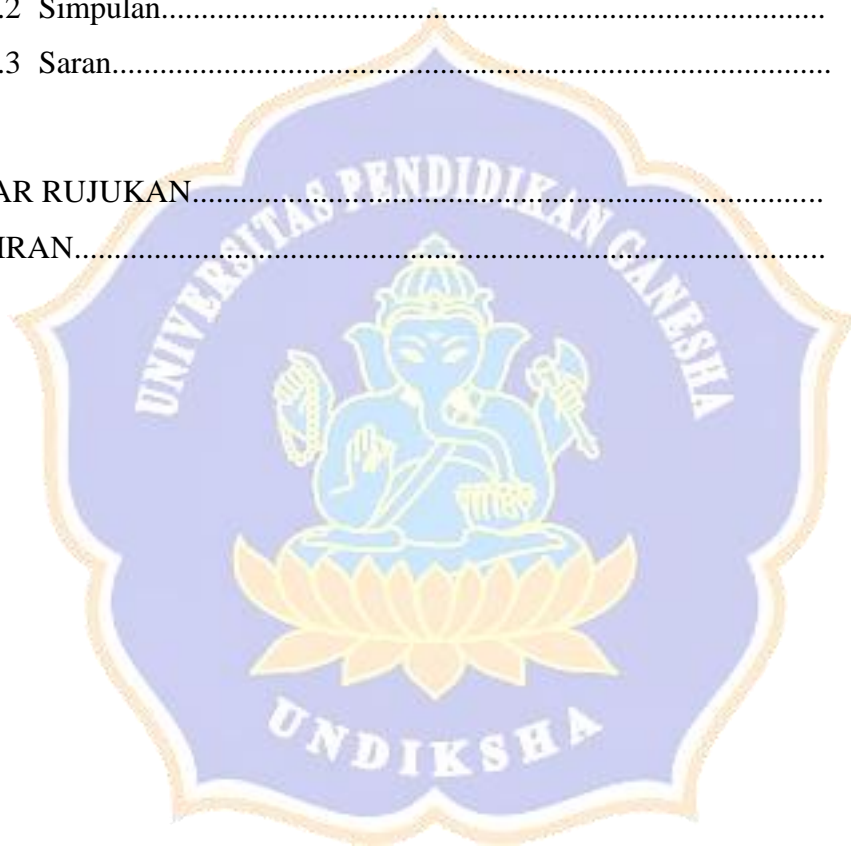 .2 Simpulan......................................................................................
.3 Saran...........................................................................................
AR RUJUKAN................................................................................
IRAN...............................................................................................
UNIVERSITAS PENDIDIKAN GANESHA
UNDIKSHA